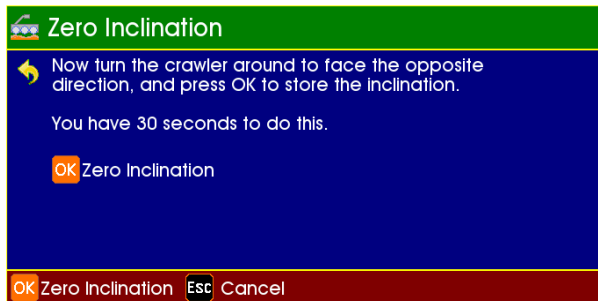 Zero Inclination
Now turn the crawler around to face the opposite
direction, and press OK to store the inclination.
You have 30 seconds to do this.
OK Zero Inclination
OK Zero Inclination Esc Cancel